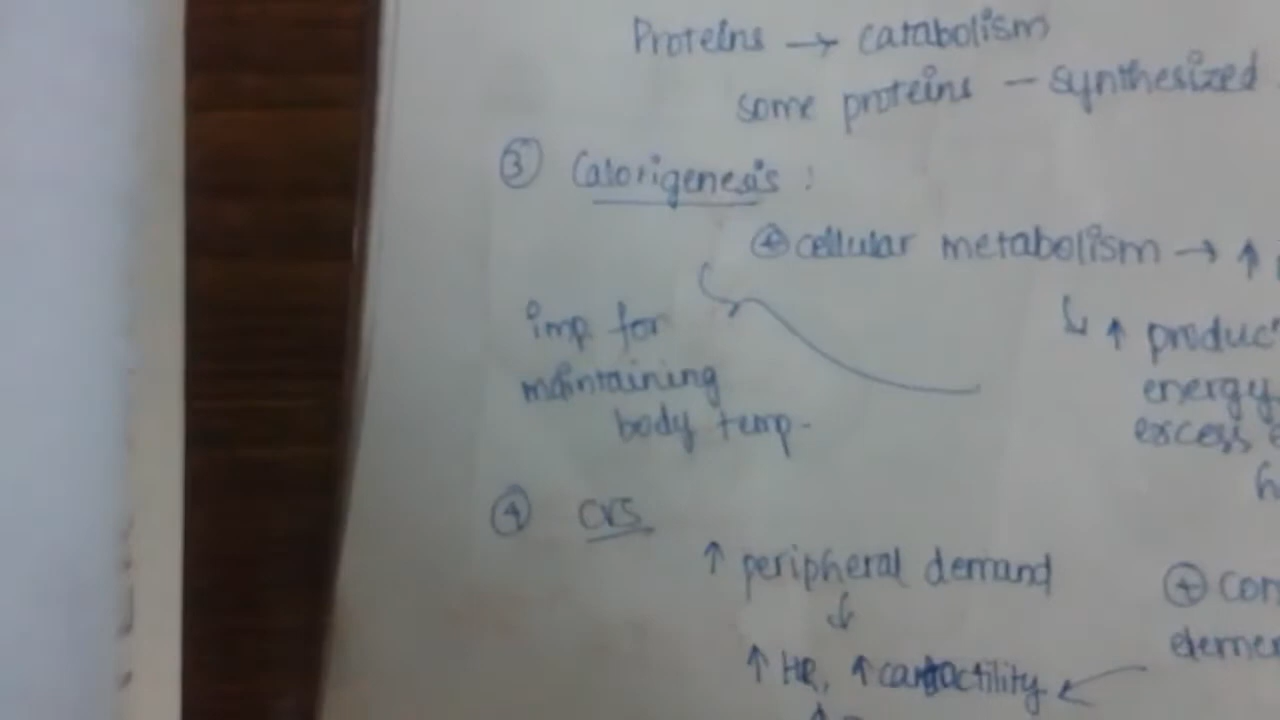 Proteins → catabolism
some proteins – synthesized
③ Calorigenesis :
⊕ cellular metabolism → ↑
↳ ↑ produc
imp. for
maintaining
energy
body temp.
excess
④ CVS
↑ peripheral demand
↓
⊕ con
↑ HR, ↑ contractility ←